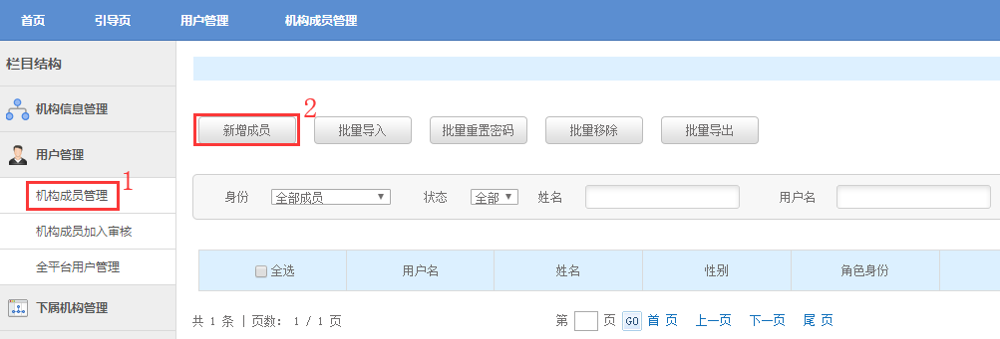 首页 引导页 用户管理 机构成员管理
栏目结构
机构信息管理
用户管理
1
机构成员管理
机构成员加入审核
全平台用户管理
下属机构管理
2
新增成员 批量导入 批量重置密码 批量移除 批量导出
身份 全部成员 状态 全部 姓名 用户名
全选 用户名 姓名 性别 角色身份
共 1 条 | 页数: 1 / 1 页 第 页 GO 首 页 上一页 下一页 尾 页